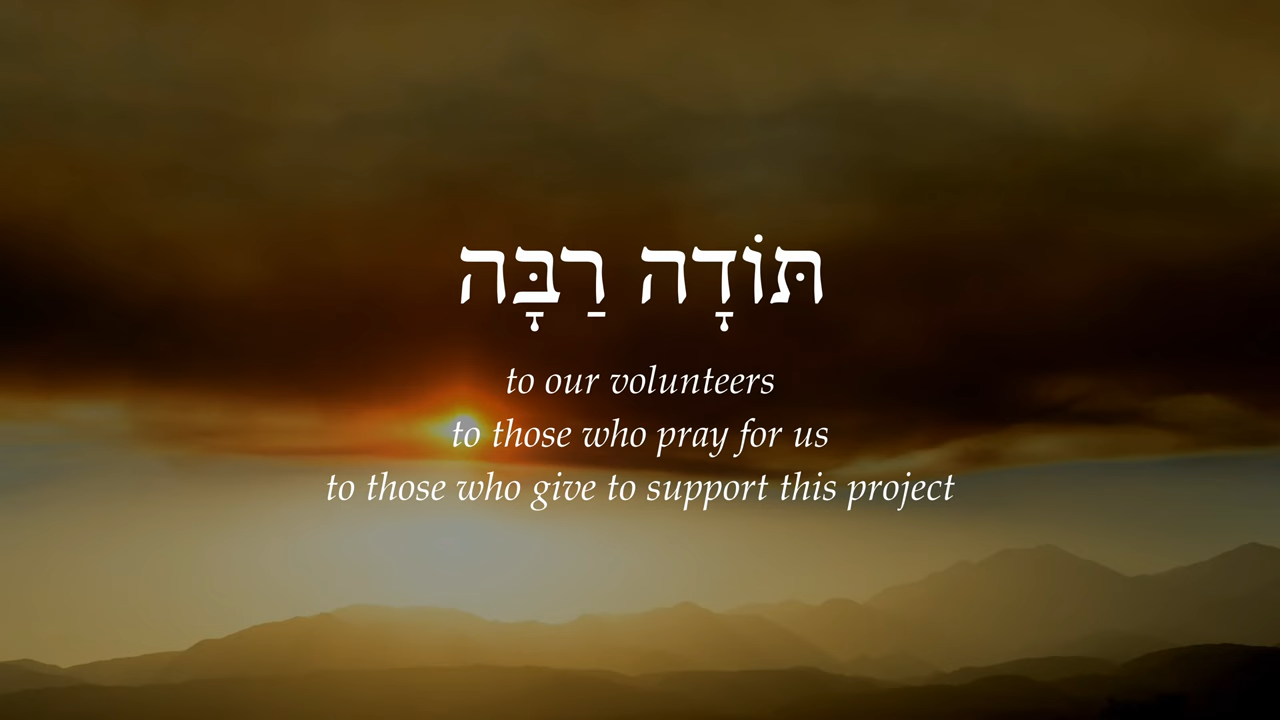 תּוֹדָה רַבָּה
to our volunteers
to those who pray for us
to those who give to support this project